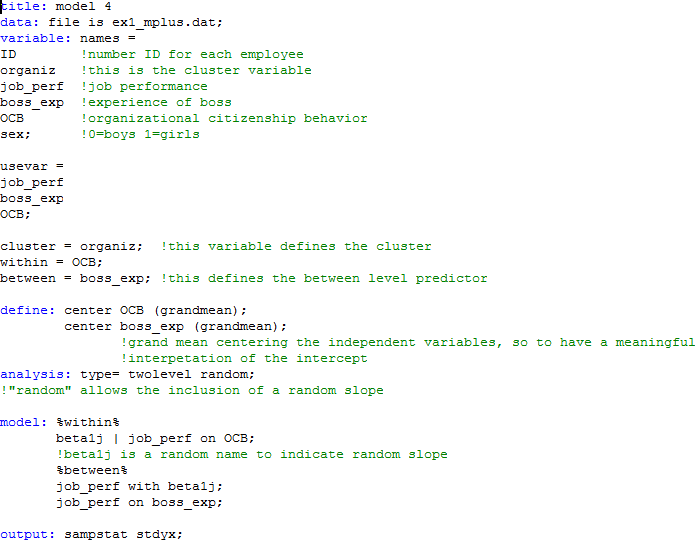 title: model 4
data: file is ex1_mplus.dat;
variable: names =
ID !number ID for each employee
organiz !this is the cluster variable
job_perf !job performance
boss_exp !experience of boss
OCB !organizational citizenship behavior
sex; !0=boys 1=girls
usevar =
job_perf
boss_exp
OCB;
cluster = organiz; !this variable defines the cluster
within = OCB;
between = boss_exp; !this defines the between level predictor
define: center OCB (grandmean);
center boss_exp (grandmean);
!grand mean centering the independent variables, so to have a meaningful
!interpetation of the intercept
analysis: type= twolevel random;
!"random" allows the inclusion of a random slope
model: %within%
beta1j | job_perf on OCB;
!beta1j is a random name to indicate random slope
%between%
job_perf with beta1j;
job_perf on boss_exp;
output: sampstat stdyx;